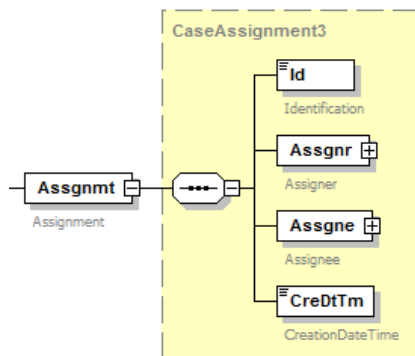 CaseAssignment3
Id
Identification
Assgnr
Assigner
Assgnmt
Assignment
Assgne
Assignee
CreDtTm
CreationDateTime